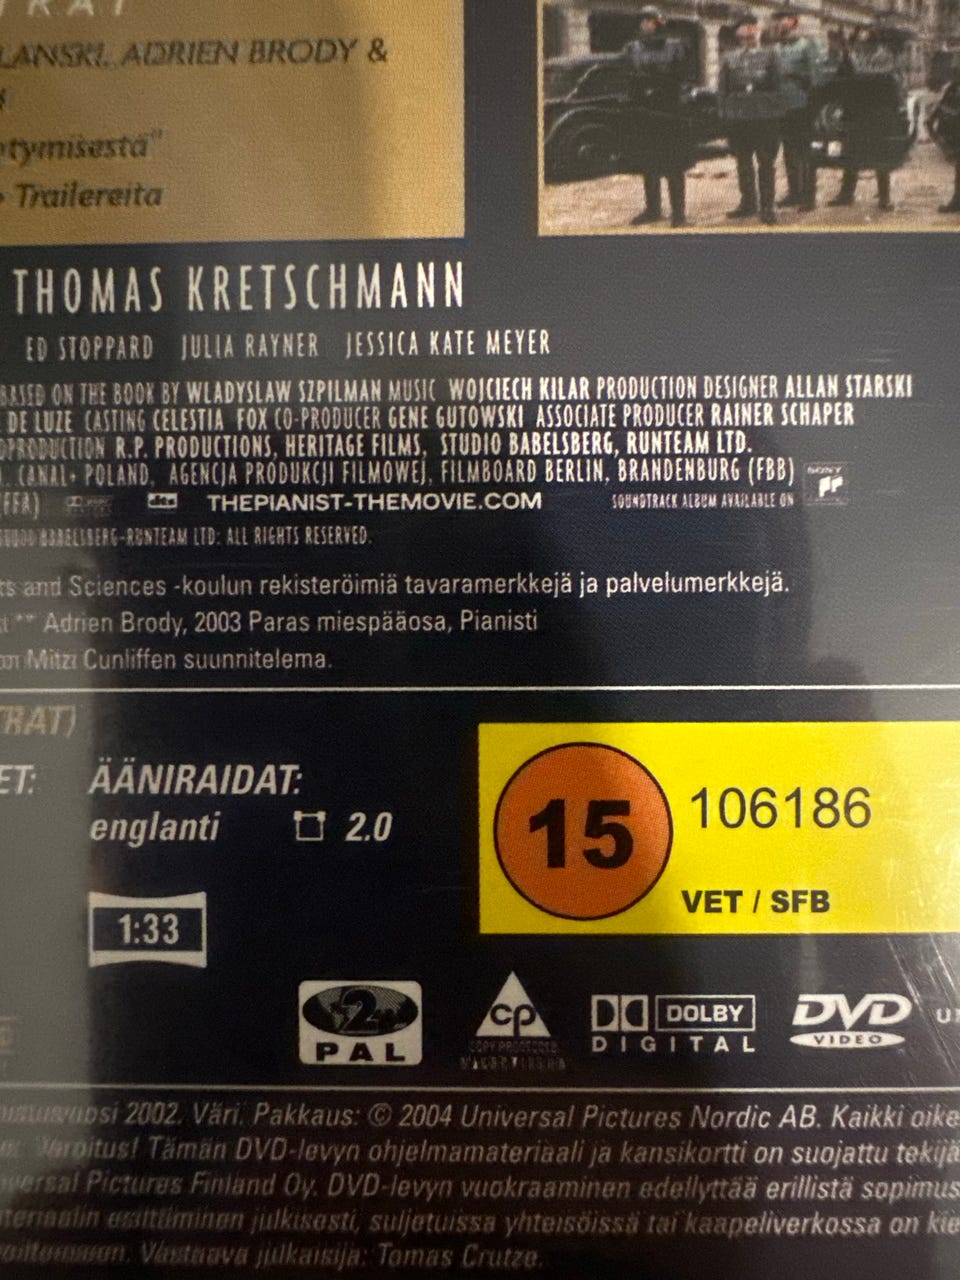 LANSKI, ADRIEN BRODY &
tymisestä"
Trailereita
THOMAS KRETSCHMANN
ED STOPPARD JULIA RAYNER JESSICA KATE MEYER
BASED ON THE BOOK BY WLADYSLAW SZPILMAN MUSIC WOJCIECH KILAR PRODUCTION DESIGNER ALLAN STARSKI
DE LUZE CASTING CELESTIA FOX CO-PRODUCER GENE GUTOWSKI ASSOCIATE PRODUCER RAINER SCHAPER
OPRODUCTION R.P. PRODUCTIONS, HERITAGE FILMS, STUDIO BABELSBERG, RUNTEAM LTD.
CANAL+ POLAND, AGENCJA PRODUKCJI FILMOWEJ, FILMBOARD BERLIN, BRANDENBURG (FBB) SONY
(FFA) dts THEPIANIST-THEMOVIE.COM SOUNDTRACK ALBUM AVAILABLE ON
BABELSBERG-RUNTEAM LTD: ALL RIGHTS RESERVED.
ts and Sciences -koulun rekisteröimiä tavaramerkkejä ja palvelumerkkejä.
** Adrien Brody, 2003 Paras miespääosa, Pianisti
Mitzi Cunliffen suunnitelema.
TRAT)
ET: ÄÄNIRAIDAT:
englanti 2.0
15 106186
VET / SFB
1:33
2 PAL
cp
COPY PROTECTED
DOLBY
DIGITAL
DVD
VIDEO
2002. Väri. Pakkaus: © 2004 Universal Pictures Nordic AB. Kaikki oike
Varoitus! Tämän DVD-levyn ohjelmamateriaali ja kansikortti on suojattu tekijä
versal Pictures Finland Oy. DVD-levyn vuokraaminen edellyttää erillistä sopimus
esittäminen julkisesti, suljetuissa yhteisöissä tai kaapeliverkossa on kie
Vastaava julkaisija: Tomas Crutze.